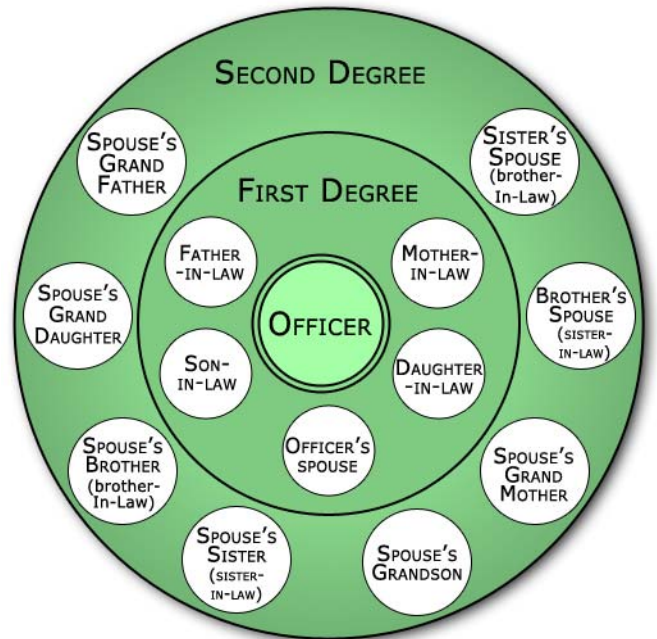 SECOND DEGREE
SPOUSE'S
GRAND
FATHER
SISTER'S
SPOUSE
(brother-
In-Law)
FIRST DEGREE
FATHER
-IN-LAW
MOTHER-
IN-LAW
SPOUSE'S
GRAND
DAUGHTER
OFFICER
BROTHER'S
SPOUSE
(SISTER-
IN-LAW)
SON-
IN-LAW
DAUGHTER
-IN-LAW
OFFICER'S
SPOUSE
SPOUSE'S
BROTHER
(brother-
In-Law)
SPOUSE'S
GRAND
MOTHER
SPOUSE'S
SISTER
(SISTER-
IN-LAW)
SPOUSE'S
GRANDSON